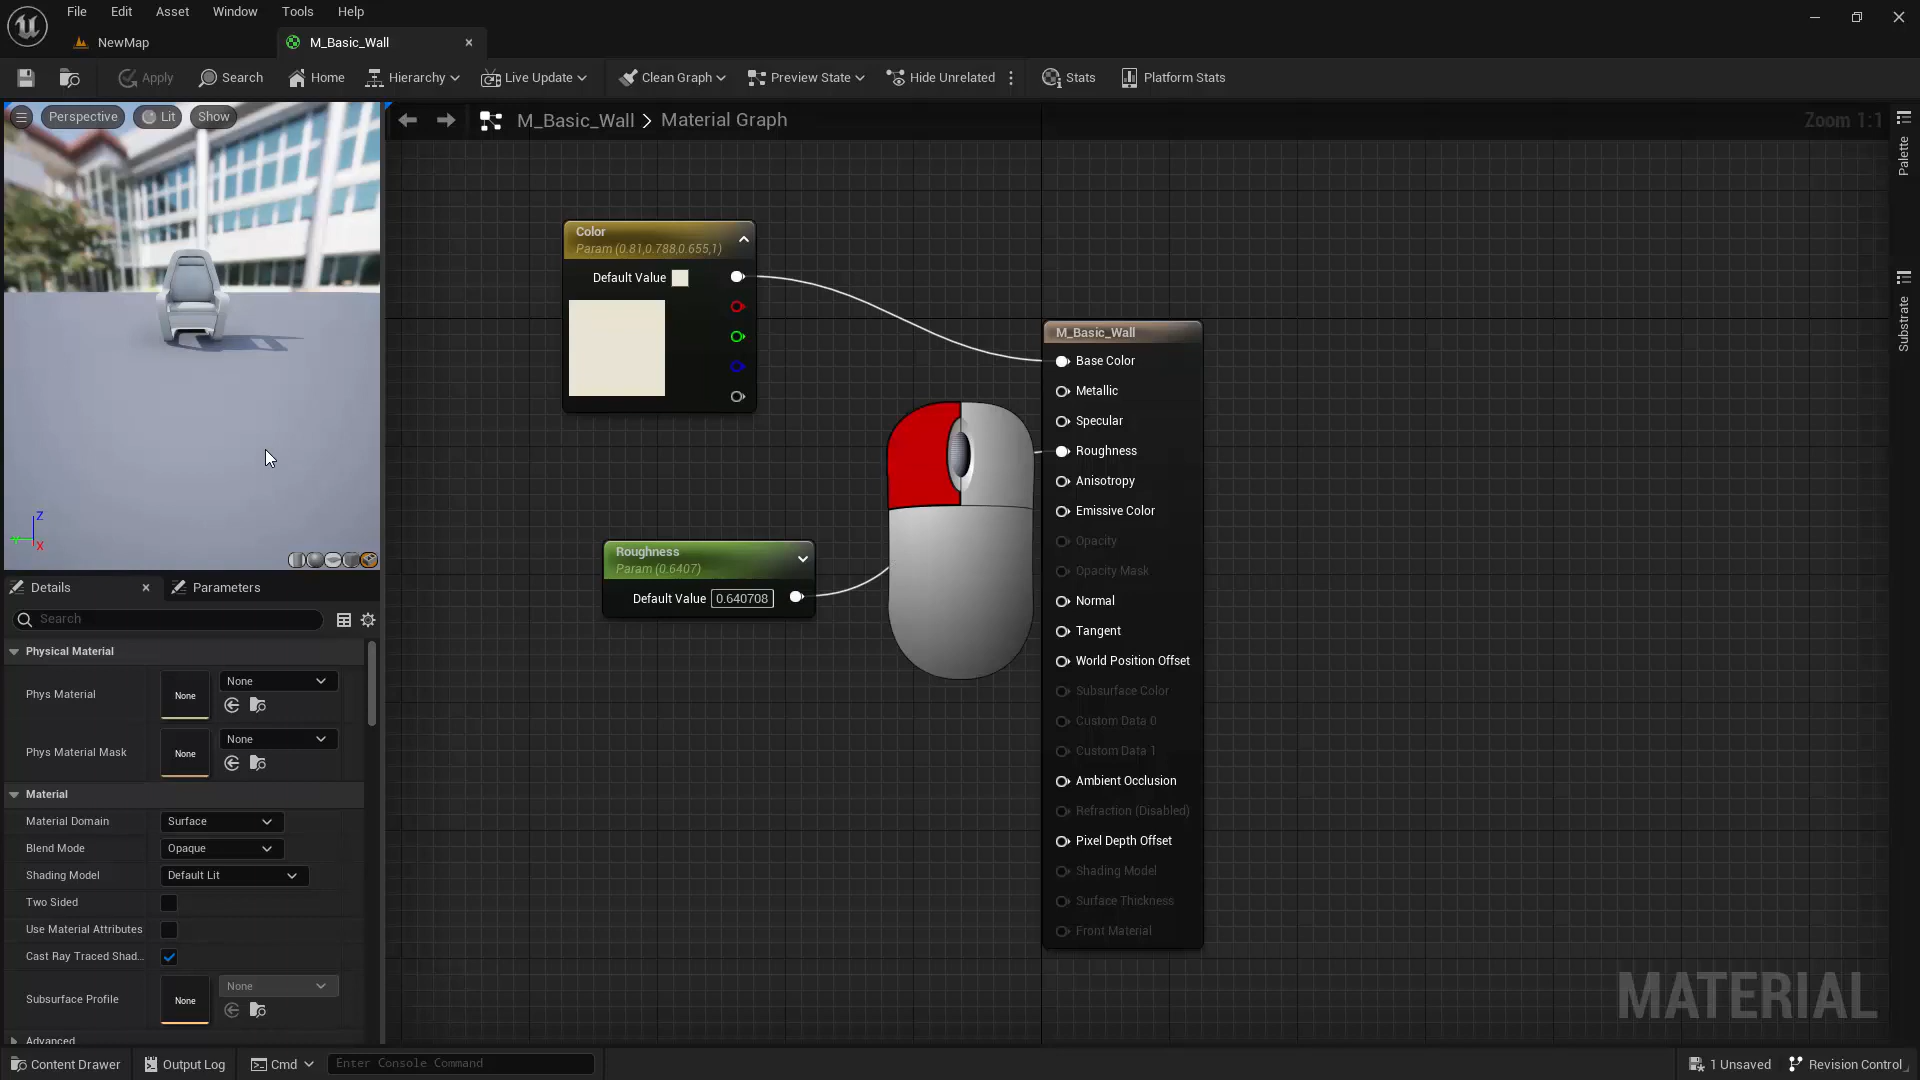 File Edit Asset Window Tools Help
NewMap
M_Basic_Wall
Apply Search Home Hierarchy Live Update Clean Graph Preview State Hide Unrelated Stats Platform Stats
Perspective Lit Show
M_Basic_Wall > Material Graph
Zoom 1:1
Palette
Substrate
Color
Param (0.81,0.788,0.655,1)
Default Value
M_Basic_Wall
Base Color
Metallic
Specular
Roughness
Anisotropy
Emissive Color
Opacity
Opacity Mask
Normal
Tangent
World Position Offset
Subsurface Color
Custom Data 0
Custom Data 1
Ambient Occlusion
Refraction (Disabled)
Pixel Depth Offset
Shading Model
Surface Thickness
Front Material
Roughness
Param (0.6407)
Default Value 0.640708
Z
Y
X
Details Parameters
Search
Physical Material
Phys Material None None
Phys Material Mask None None
Material
Material Domain Surface
Blend Mode Opaque
Shading Model Default Lit
Two Sided
Use Material Attributes
Cast Ray Traced Shad...
Subsurface Profile None None
Advanced
MATERIAL
Content Drawer Output Log Cmd Enter Console Command 1 Unsaved Revision Control